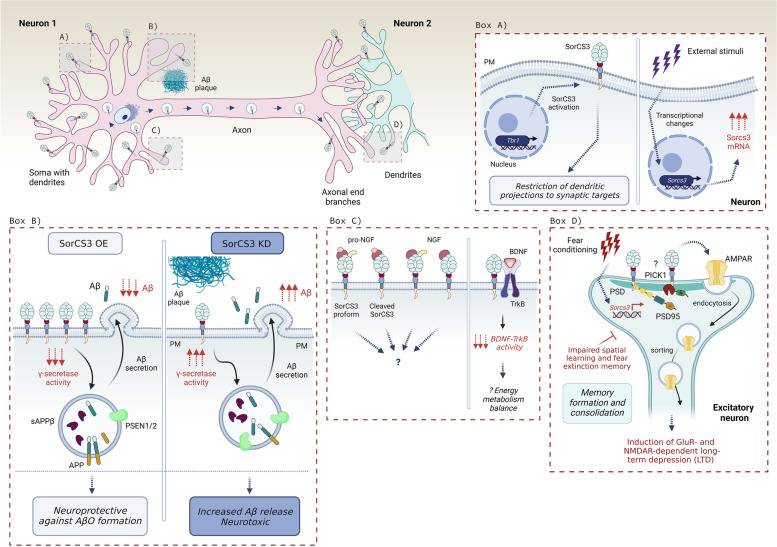 Neuron 1
A)
B)
Aβ
plaque
Axon
C)
Soma with
dendrites
Axonal end
branches
Neuron 2
D)
Dendrites
Box A)
PM
SorCS3
SorCS3
activation
Tbr1
Nucleus
Restriction of dendritic
projections to synaptic targets
External stimuli
Transcriptional
changes
Sorcs3
Sorcs3
mRNA
Neuron
Box B)
SorCS3 OE
Aβ
Aβ
γ-secretase
activity
Aβ
secretion
sAPPβ
PSEN1/2
APP
Neuroprotective
against AβO formation
SorCS3 KD
Aβ
plaque
Aβ
Aβ
PM
PM
γ-secretase
activity
Aβ
secretion
Increased Aβ release
Neurotoxic
Box C)
pro-NGF
NGF
SorCS3
proform
Cleaved
SorCS3
?
BDNF
TrkB
BDNF-TrkB
activity
? Energy
metabolism
balance
Box D)
Fear
conditioning
?
PICK1
AMPAR
PSD
Sorcs3
PSD95
endocytosis
Impaired spatial
learning and fear
extinction memory
sorting
Memory
formation and
consolidation
Excitatory
neuron
Induction of GluR- and
NMDAR-dependent long-
term depression (LTD)